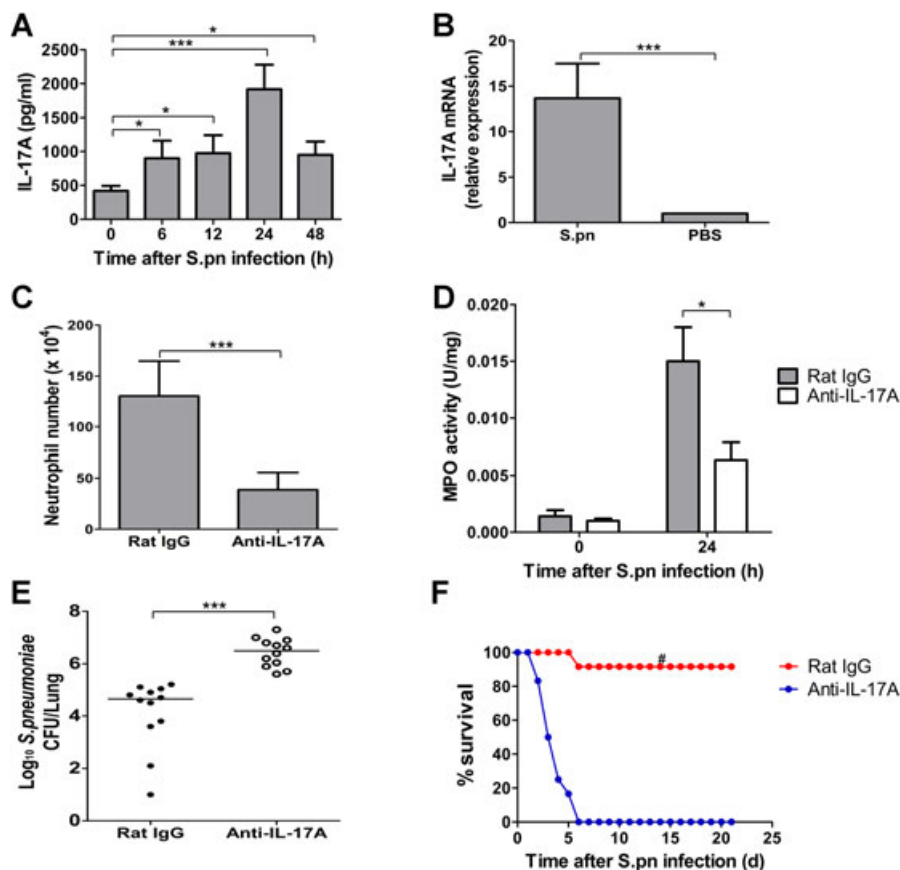 A
IL-17A (pg/ml)
2500
2000
1500
1000
500
0
*
***
*
*
0 6 12 24 48
Time after S.pn infection (h)
B
IL-17A mRNA
(relative expression)
20
15
10
5
0
***
S.pn PBS
C
Neutrophil number (x 10⁴)
200
150
100
50
0
***
Rat IgG Anti-IL-17A
D
MPO activity (U/mg)
0.020
0.015
0.010
0.005
0.000
*
0 24
Time after S.pn infection (h)
Rat IgG
Anti-IL-17A
E
Log₁₀ S.pneumoniae
CFU/Lung
8
6
4
2
0
***
Rat IgG Anti-IL-17A
F
% survival
100
80
60
40
20
0
#
0 5 10 15 20 25
Time after S.pn infection (d)
Rat IgG
Anti-IL-17A